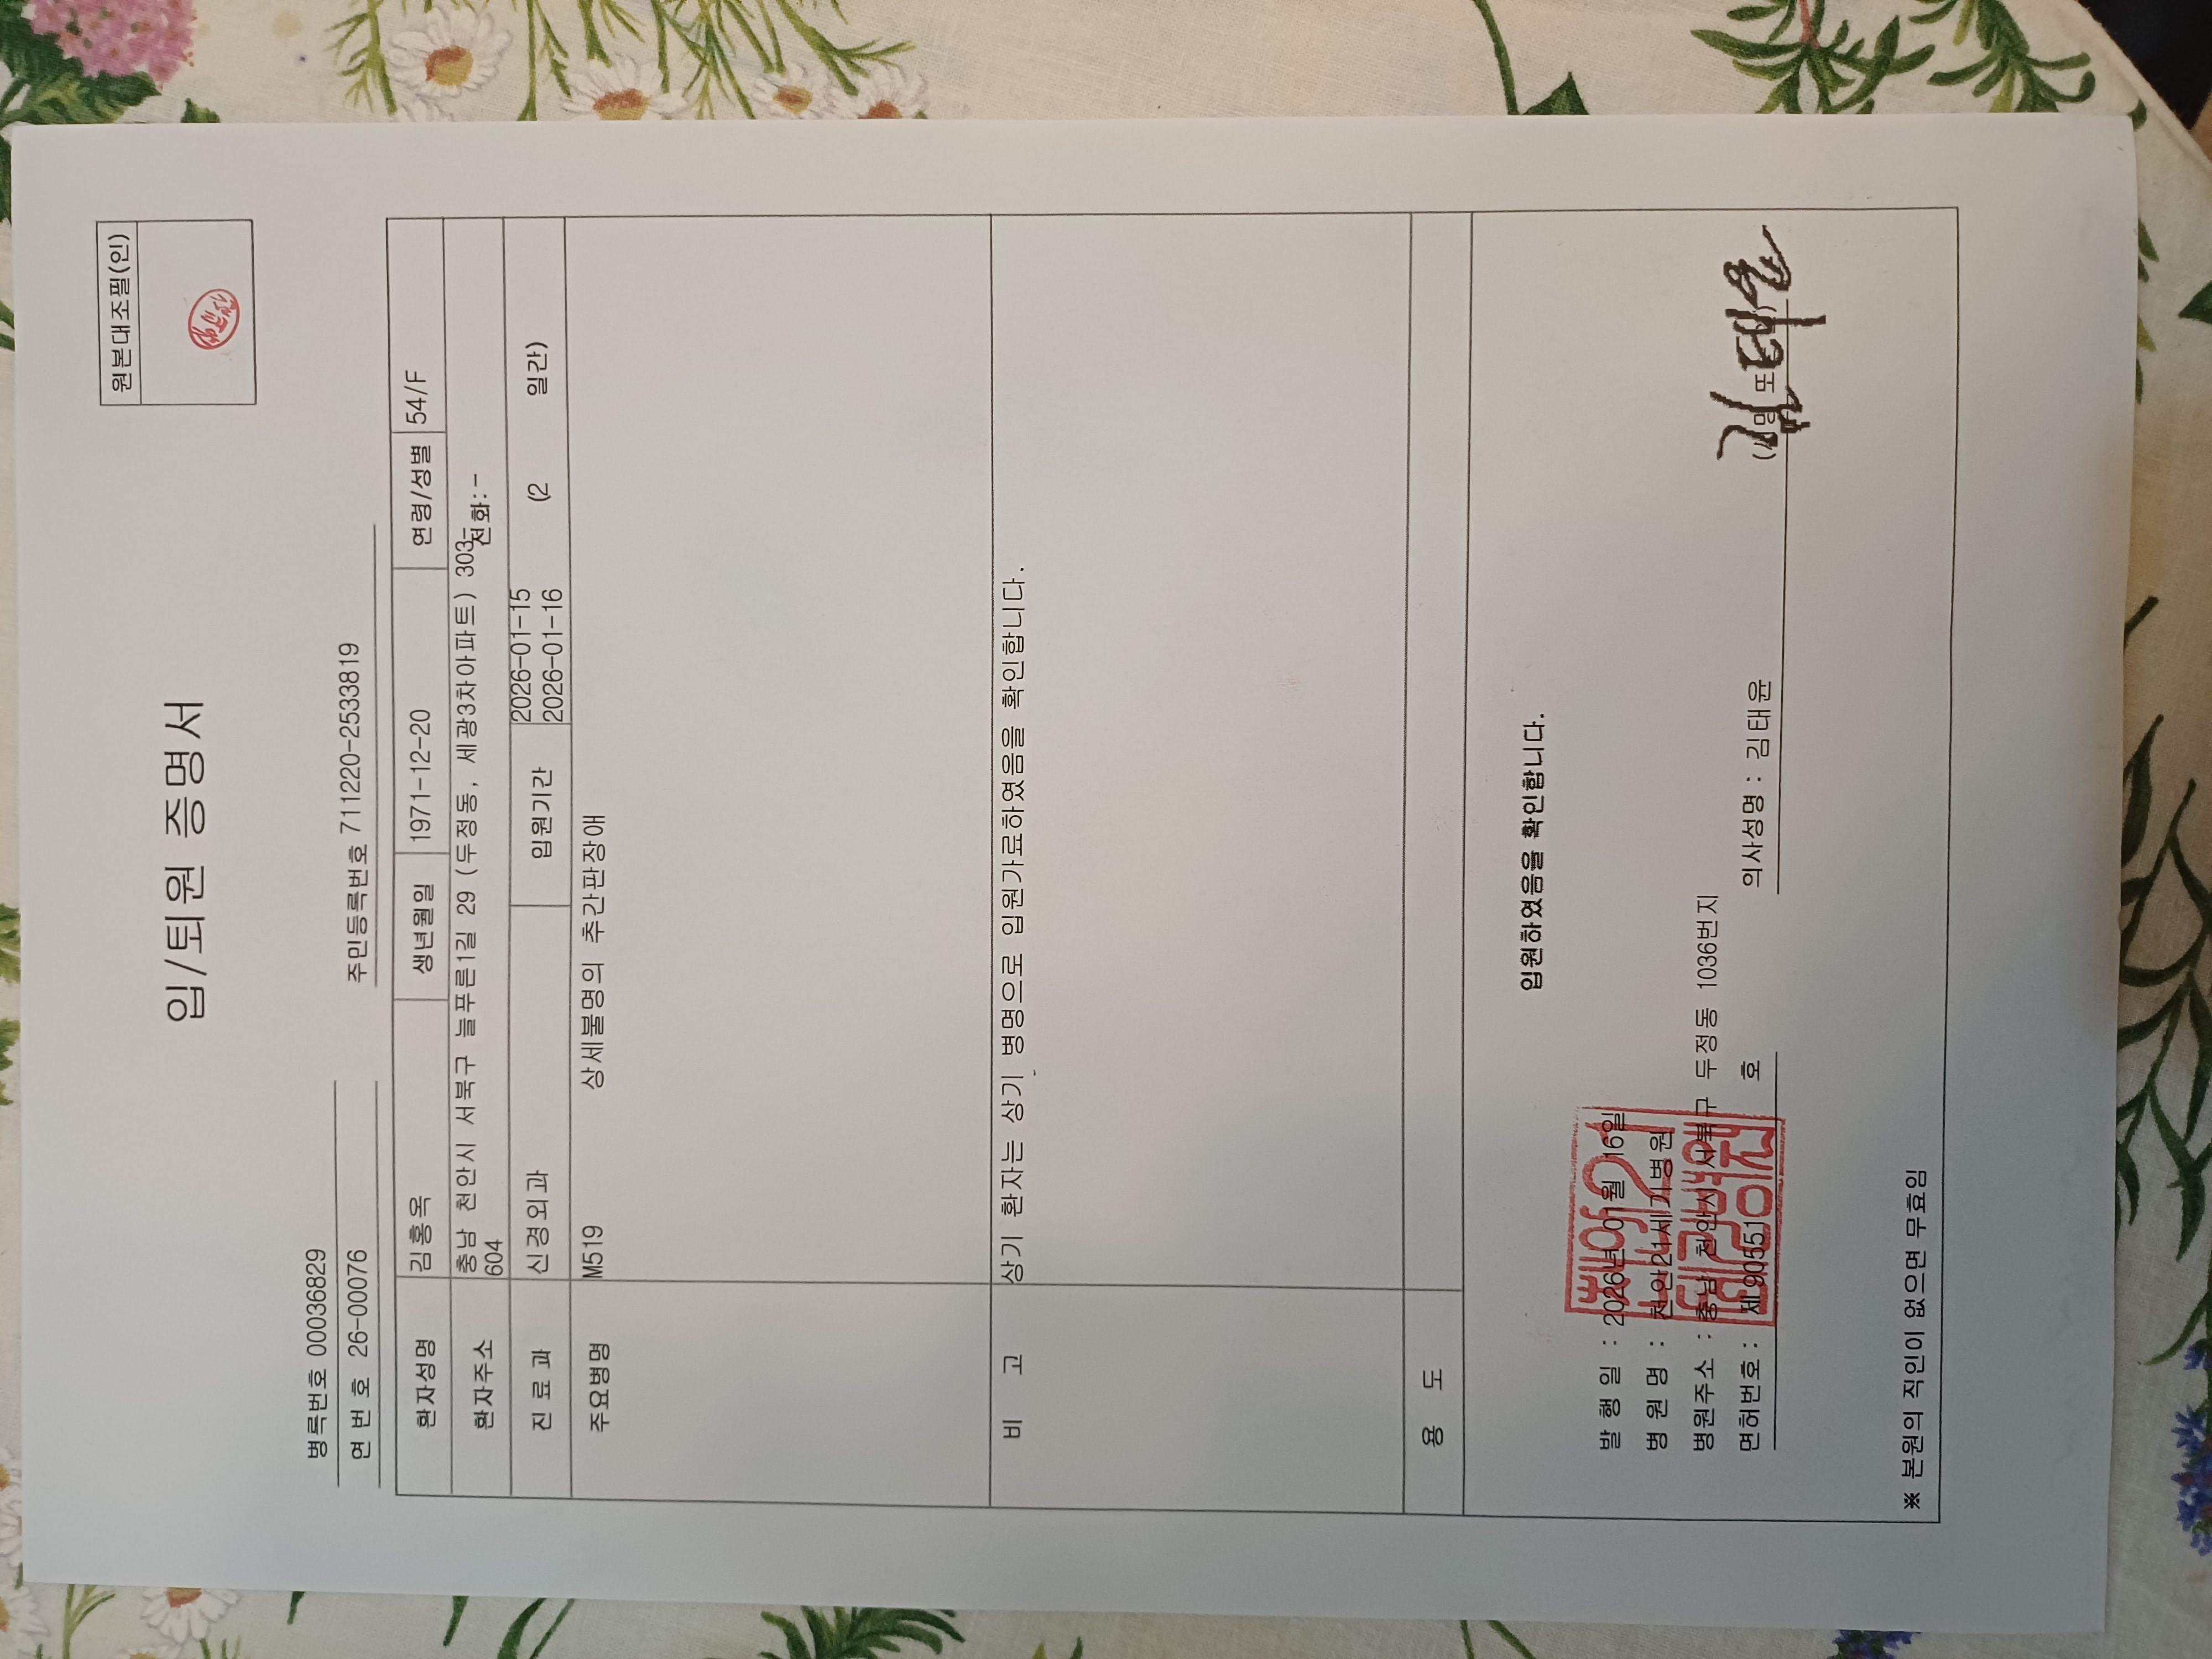 원본대조필(인)
입/퇴원 증명서
병록번호 00036829
연 번 호 26-00076
주민등록번호 711220-2533819
환자성명 김홍옥 생년월일 1971-12-20 연령/성별 54/F
환자주소 충남 천안시 서북구 늘푸른1길 29 (두정동, 세광3차아파트) 303-
604 전화:-
진 료 과 신경외과 입원기간 2026-01-15
2026-01-16 (2 일간)
주요병명 M519 상세불명의 추간판장애
비 고 상기 환자는 상기 병명으로 입원가료하였음을 확인합니다.
용 도
입원하였음을 확인합니다.
발 행 일 : 2026년 01월 16일
병 원 명 : 천안21세기병원
병원주소 : 충남 천안시 서북구 두정동 1036번지
면허번호 : 제 90551 호 의사성명 : 김태윤
※ 본원의 직인이 없으면 무효임